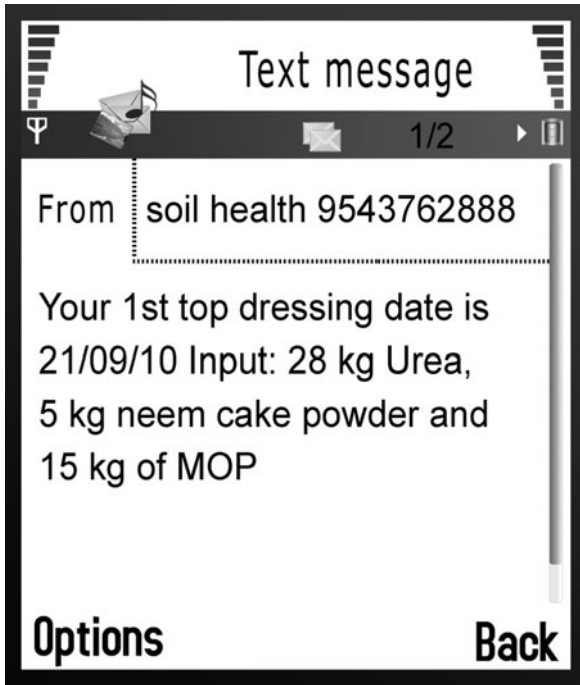 Text message
1/2
From soil health 9543762888
Your 1st top dressing date is
21/09/10 Input: 28 kg Urea,
5 kg neem cake powder and
15 kg of MOP
Options Back